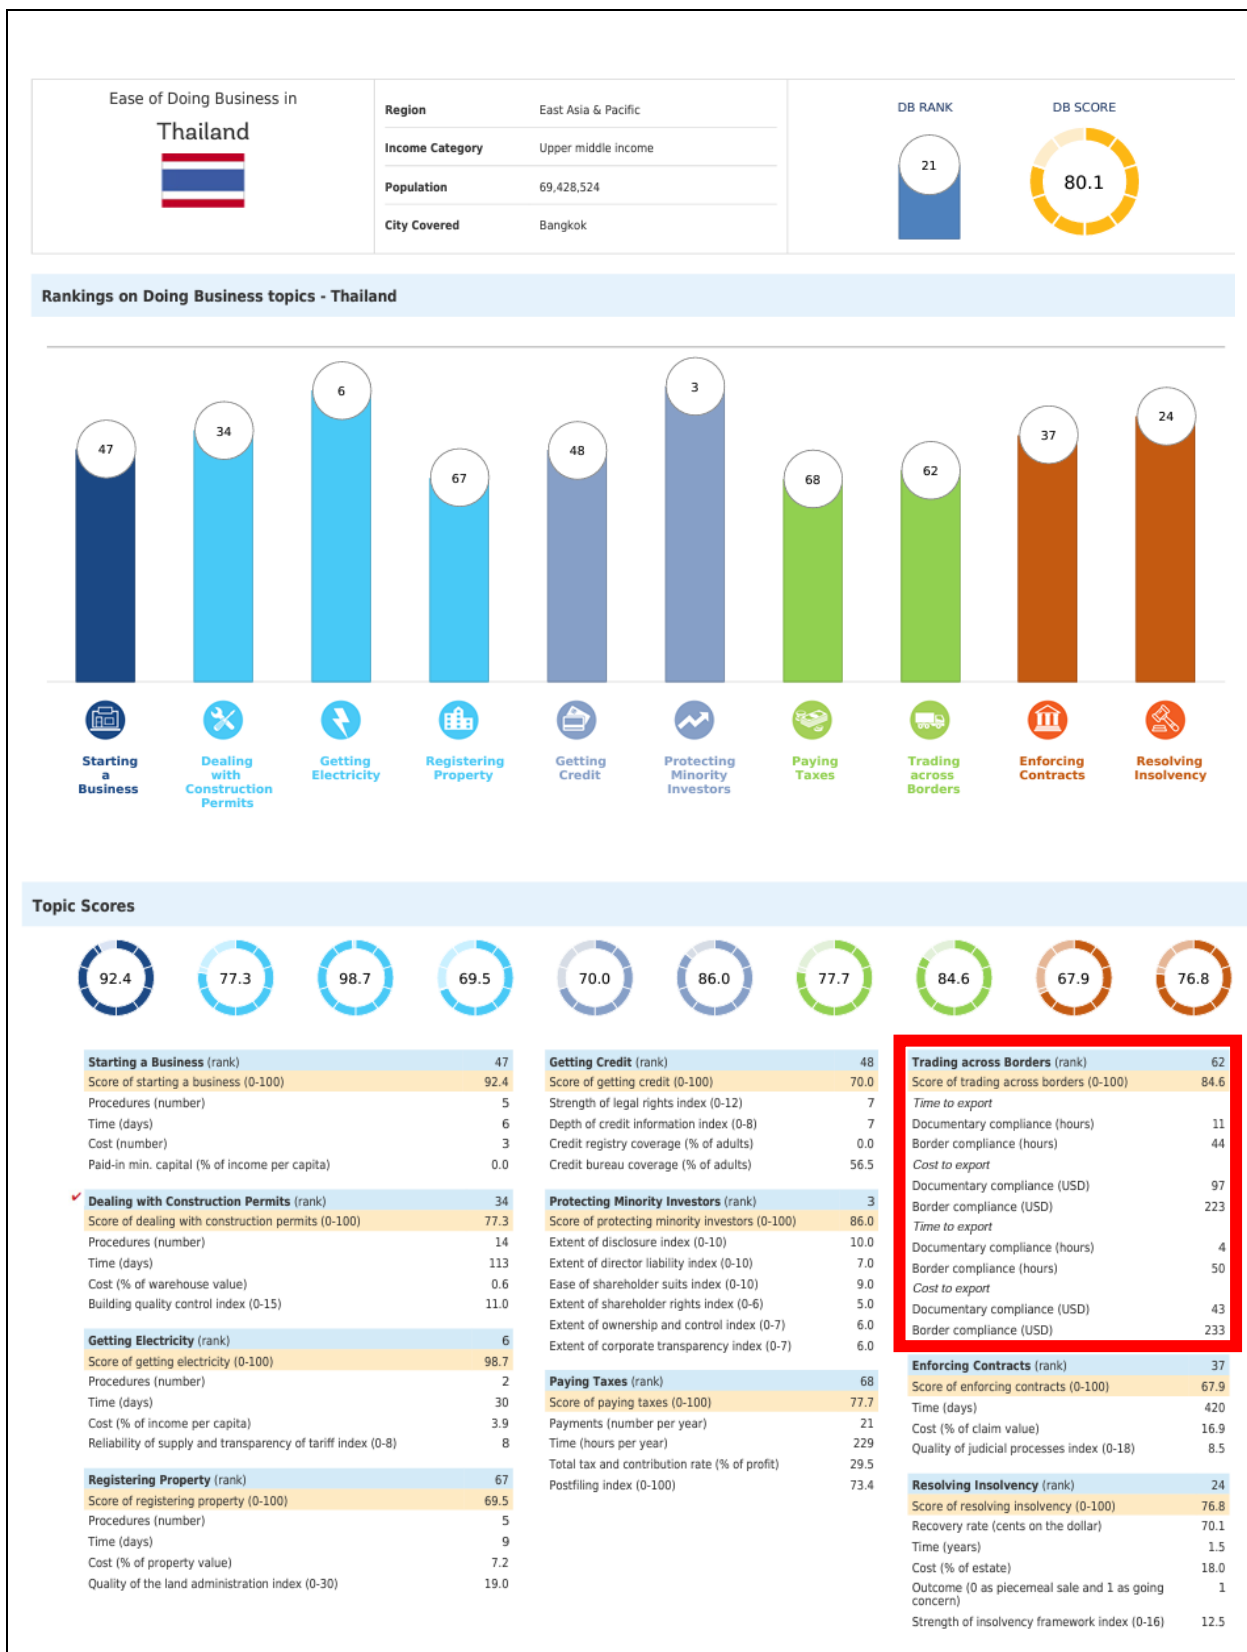 Ease of Doing Business in
Thailand
Region East Asia & Pacific
Income Category Upper middle income
Population 69,428,524
City Covered Bangkok
DB RANK DB SCORE
21 80.1
Rankings on Doing Business topics - Thailand
47 34 6 67 48 3 68 62 37 24
Starting
a
Business
Dealing
with
Construction
Permits
Getting
Electricity
Registering
Property
Getting
Credit
Protecting
Minority
Investors
Paying
Taxes
Trading
across
Borders
Enforcing
Contracts
Resolving
Insolvency
Topic Scores
92.4 77.3 98.7 69.5 70.0 86.0 77.7 84.6 67.9 76.8
Starting a Business (rank) 47
Score of starting a business (0-100) 92.4
Procedures (number) 5
Time (days) 6
Cost (number) 3
Paid-in min. capital (% of income per capita) 0.0
Dealing with Construction Permits (rank) 34
Score of dealing with construction permits (0-100) 77.3
Procedures (number) 14
Time (days) 113
Cost (% of warehouse value) 0.6
Building quality control index (0-15) 11.0
Getting Electricity (rank) 6
Score of getting electricity (0-100) 98.7
Procedures (number) 2
Time (days) 30
Cost (% of income per capita) 3.9
Reliability of supply and transparency of tariff index (0-8) 8
Registering Property (rank) 67
Score of registering property (0-100) 69.5
Procedures (number) 5
Time (days) 9
Cost (% of property value) 7.2
Quality of the land administration index (0-30) 19.0
Getting Credit (rank) 48
Score of getting credit (0-100) 70.0
Strength of legal rights index (0-12) 7
Depth of credit information index (0-8) 7
Credit registry coverage (% of adults) 0.0
Credit bureau coverage (% of adults) 56.5
Protecting Minority Investors (rank) 3
Score of protecting minority investors (0-100) 86.0
Extent of disclosure index (0-10) 10.0
Extent of director liability index (0-10) 7.0
Ease of shareholder suits index (0-10) 9.0
Extent of shareholder rights index (0-6) 5.0
Extent of ownership and control index (0-7) 6.0
Extent of corporate transparency index (0-7) 6.0
Paying Taxes (rank) 68
Score of paying taxes (0-100) 77.7
Payments (number per year) 21
Time (hours per year) 229
Total tax and contribution rate (% of profit) 29.5
Postfiling index (0-100) 73.4
Trading across Borders (rank) 62
Score of trading across borders (0-100) 84.6
Time to export
Documentary compliance (hours) 11
Border compliance (hours) 44
Cost to export
Documentary compliance (USD) 97
Border compliance (USD) 223
Time to export
Documentary compliance (hours) 4
Border compliance (hours) 50
Cost to export
Documentary compliance (USD) 43
Border compliance (USD) 233
Enforcing Contracts (rank) 37
Score of enforcing contracts (0-100) 67.9
Time (days) 420
Cost (% of claim value) 16.9
Quality of judicial processes index (0-18) 8.5
Resolving Insolvency (rank) 24
Score of resolving insolvency (0-100) 76.8
Recovery rate (cents on the dollar) 70.1
Time (years) 1.5
Cost (% of estate) 18.0
Outcome (0 as piecemeal sale and 1 as going 1
concern)
Strength of insolvency framework index (0-16) 12.5